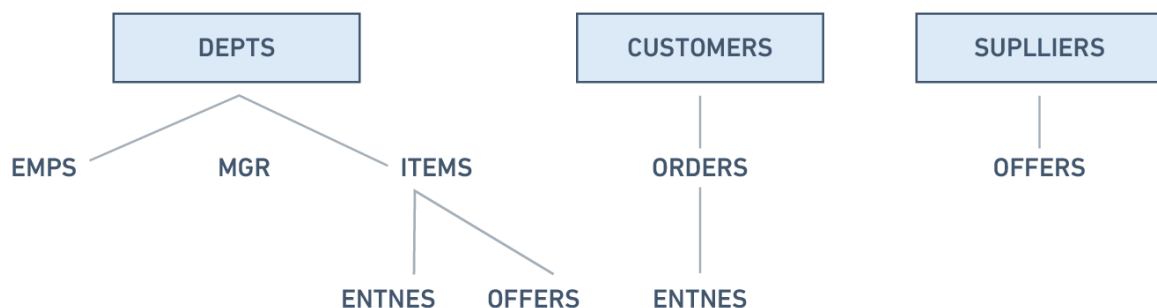 DEPTS CUSTOMERS SUPLLIERS
EMPS MGR ITEMS ORDERS OFFERS
ENTNES OFFERS ENTNES